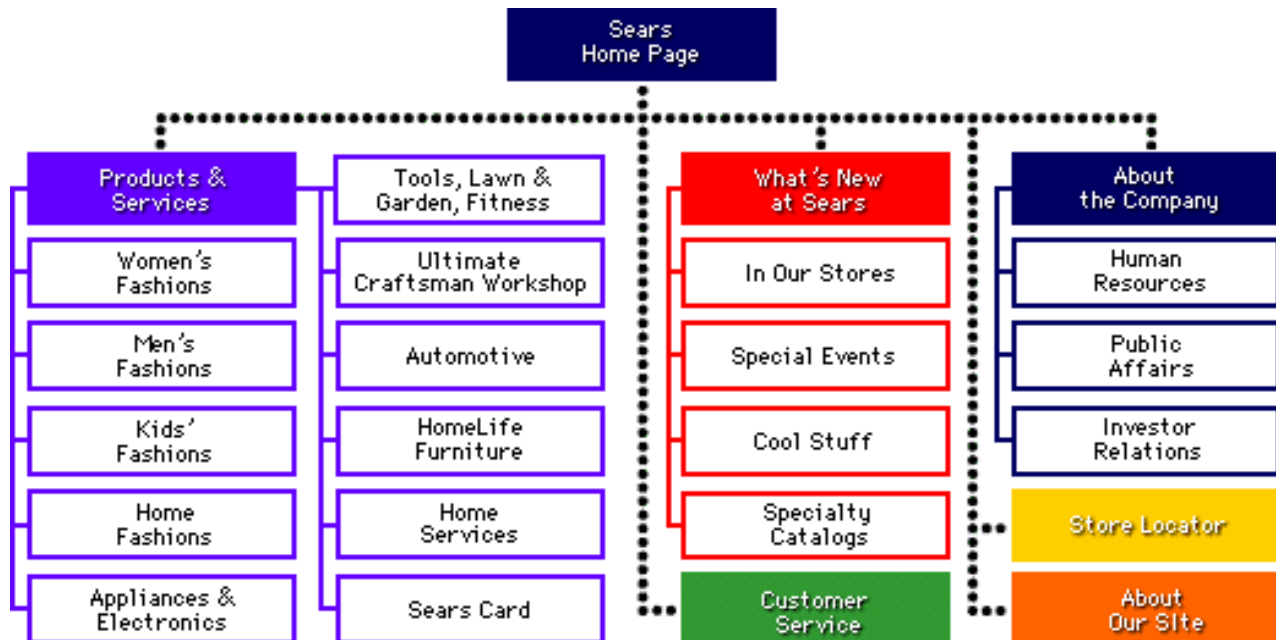 Sears
Home Page
Products &
Services
Women's
Fashions
Men's
Fashions
Kids'
Fashions
Home
Fashions
Appliances &
Electronics
Tools, Lawn &
Garden, Fitness
Ultimate
Craftsman Workshop
Automotive
HomeLife
Furniture
Home
Services
Sears Card
What's New
at Sears
In Our Stores
Special Events
Cool Stuff
Specialty
Catalogs
Customer
Service
About
the Company
Human
Resources
Public
Affairs
Investor
Relations
Store Locator
About
Our SIte